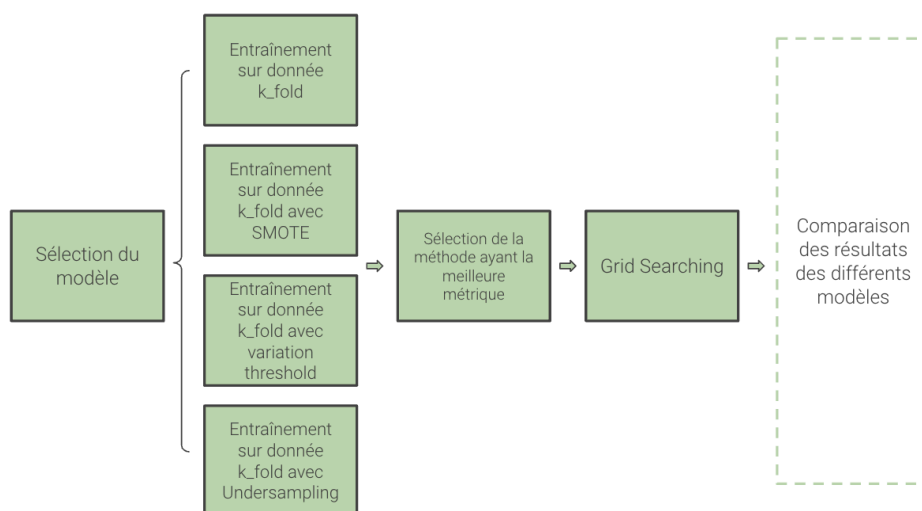 Sélection du
modèle
Entraînement
sur donnée
k_fold
Entraînement
sur donnée
k_fold avec
SMOTE
Entraînement
sur donnée
k_fold avec
variation
threshold
Entraînement
sur donnée
k_fold avec
Undersampling
Sélection de la
méthode ayant la
meilleure
métrique
Grid Searching
Comparaison
des résultats
des différents
modèles